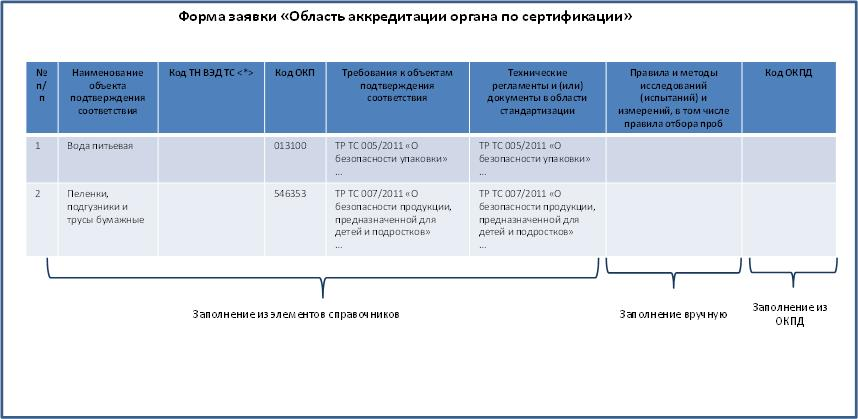 Форма заявки «Область аккредитации органа по сертификации»
№ п/п
Наименование объекта подтверждения соответствия
Код ТН ВЭД ТС <*>
Код ОКП
Требования к объектам подтверждения соответствия
Технические регламенты и (или) документы в области стандартизации
Правила и методы исследований (испытаний) и измерений, в том числе правила отбора проб
Код ОКПД
1
Вода питьевая
013100
ТР ТС 005/2011 «О безопасности упаковки»
...
ТР ТС 005/2011 «О безопасности упаковки»
...
2
Пеленки, подгузники и трусы бумажные
546353
ТР ТС 007/2011 «О безопасности продукции, предназначенной для детей и подростков»
...
ТР ТС 007/2011 «О безопасности продукции, предназначенной для детей и подростков»
...
Заполнение из элементов справочников
Заполнение вручную
Заполнение из
ОКПД